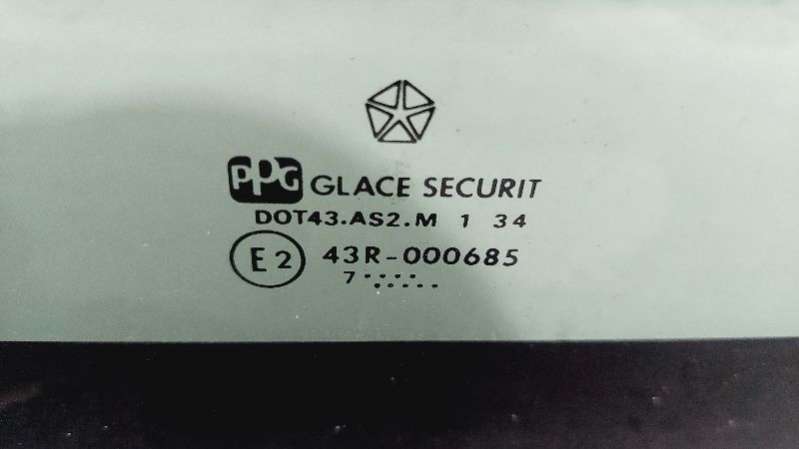 PPG GLACE SECURIT
DOT43.AS2.M 1 34
E2 43R-000685
7·········